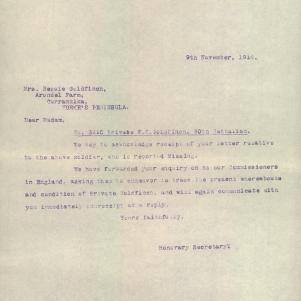 9th November, 1916.
Mrs. Bessie Goldfinch,
Arundel Farm,
Curramulka,
YORKE'S PENINSULA.
Dear Madam,
Private Goldfinch, 50th Battalion.
We beg to acknowledge receipt of your letter relative
to the above soldier, who is reported Missing.
We have forwarded your enquiry on to our Commissioners
in England, asking them to endeavor to trace the present whereabouts
and condition of Private Goldfinch, and will again communicate with
you immediately on receipt of a reply.
Yours faithfully,
Honorary Secretary.